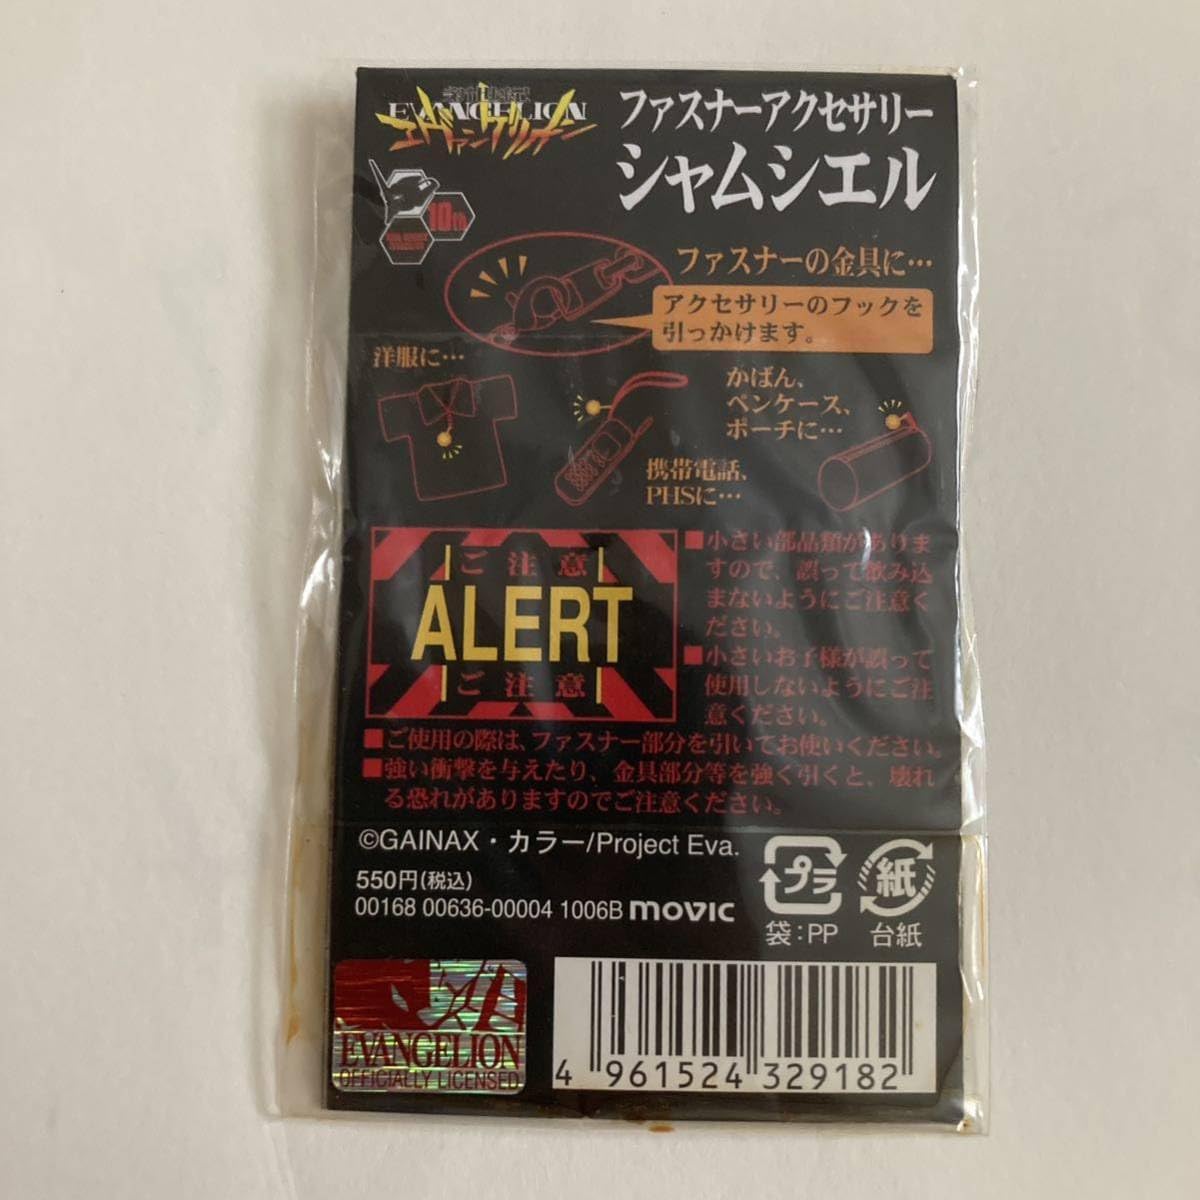 新世紀
EVANGELION
エヴァンゲリオン
10th
ファスナーアクセサリー
シャムシエル
ファスナーの金具に…
アクセサリーのフックを
引っかけます。
洋服に…
かばん、
ペンケース、
ポーチに…
携帯電話、
PHSに…
ご注意
ALERT
ご注意
■小さい部品類がありま
すので、誤って飲み込
まないようにご注意く
ださい。
■小さいお子様が誤って
使用しないようにご注
意ください。
■ご使用の際は、ファスナー部分を引いてお使いください。
■強い衝撃を与えたり、金具部分等を強く引くと、壊れ
る恐れがありますのでご注意ください。
©GAINAX・カラー/Project Eva.
550円(税込)
00168 00636-00004 1006B movic
プラ
袋:PP
紙
台紙
EVANGELION
OFFICIALLY LICENSED
4 961524 329182